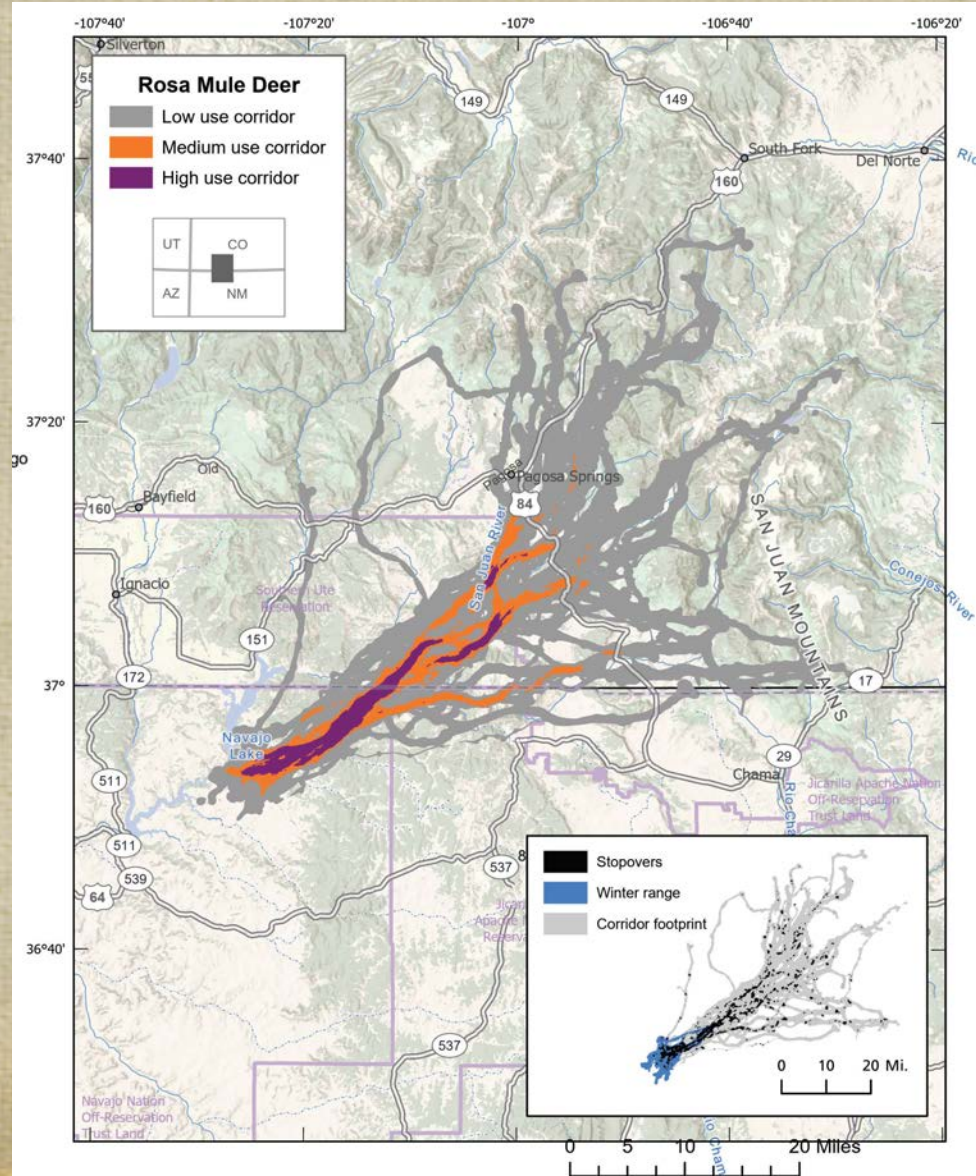 -107°40'
-107°20'
-107°
-106°40'
-106°20'
Silverton
Rosa Mule Deer
Low use corridor
Medium use corridor
High use corridor
UT
CO
AZ
NM
149
149
37°40'
South Fork
Del Norte
160
37°20'
go
Old
Pagosa
Pagosa Springs
160
Bayfield
84
San Juan River
SAN JUAN MOUNTAINS
Ignacio
Southern Ute
Reservation
Conejos River
151
172
37°
17
Navajo
Lake
511
29
Chama
Jicarilla Apache Nation
Off-Reservation
Trust Land
511
539
64
537
36°40'
Stopovers
Winter range
Corridor footprint
0 10 20 Mi.
537
Navajo Nation
Off-Reservation
Trust Land
0 5 10 20 Miles